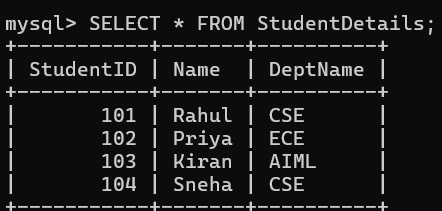 mysql> SELECT * FROM StudentDetails;
+-----------+-------+----------+
| StudentID | Name  | DeptName |
+-----------+-------+----------+
|       101 | Rahul | CSE      |
|       102 | Priya | ECE      |
|       103 | Kiran | AIML     |
|       104 | Sneha | CSE      |
+-----------+-------+----------+